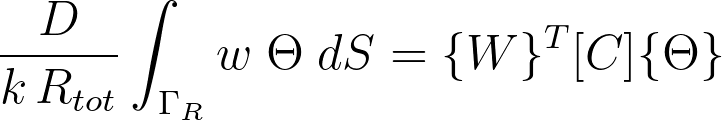 \frac{D}{k R_{tot}} \int_{\Gamma_R} w \, \Theta \, dS = \{W\}^T [C] \{\Theta\}